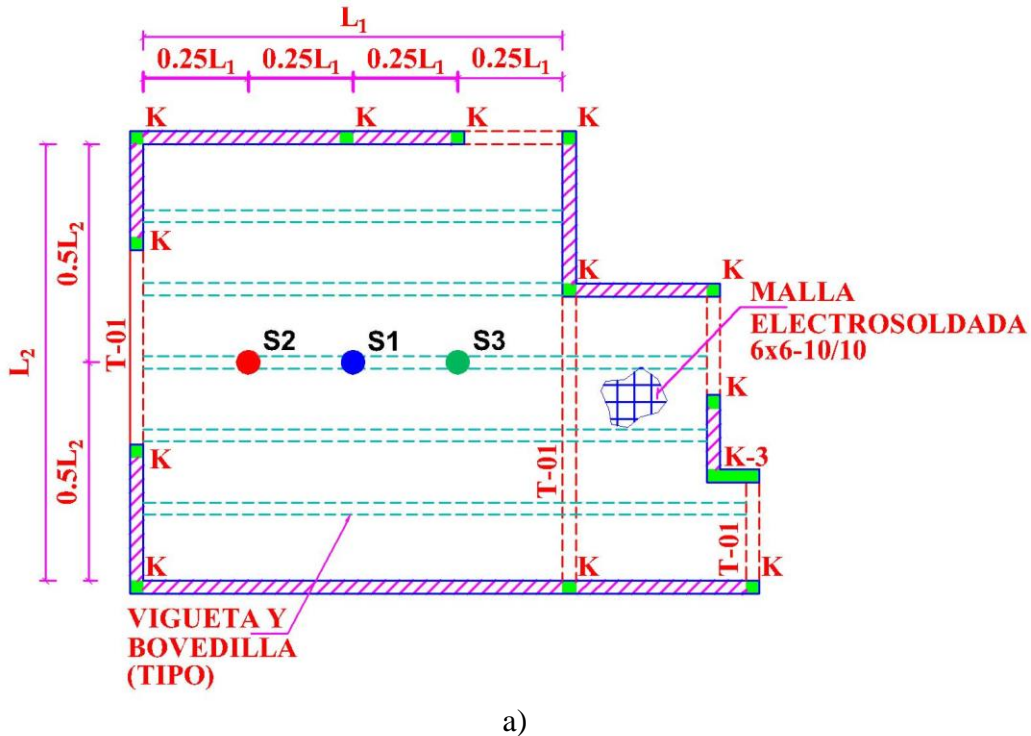 L₁
0.25L₁ 0.25L₁ 0.25L₁ 0.25L₁
K K K K
L₂
0.5L₂
0.5L₂
K
K K
MALLA
ELECTROSOLDADA
6x6-10/10
S2 S1 S3
T-01
K
K
K-3
T-01
T-01
K K K
VIGUETA Y
BOVEDILLA
(TIPO)
a)